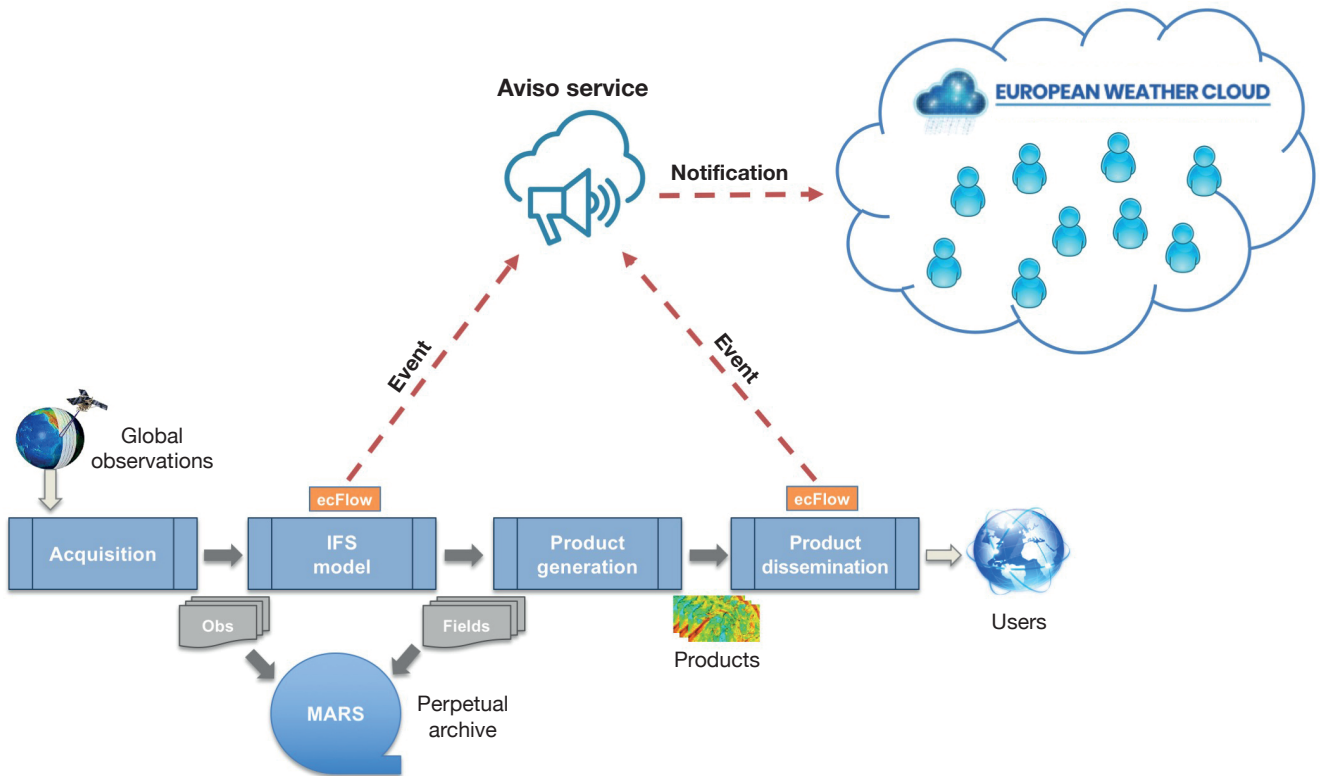 Aviso service
EUROPEAN WEATHER CLOUD
Notification
Event
Event
Global
observations
ecFlow
ecFlow
Acquisition
IFS
model
Product
generation
Product
dissemination
Obs
Fields
Products
Users
MARS
Perpetual
archive